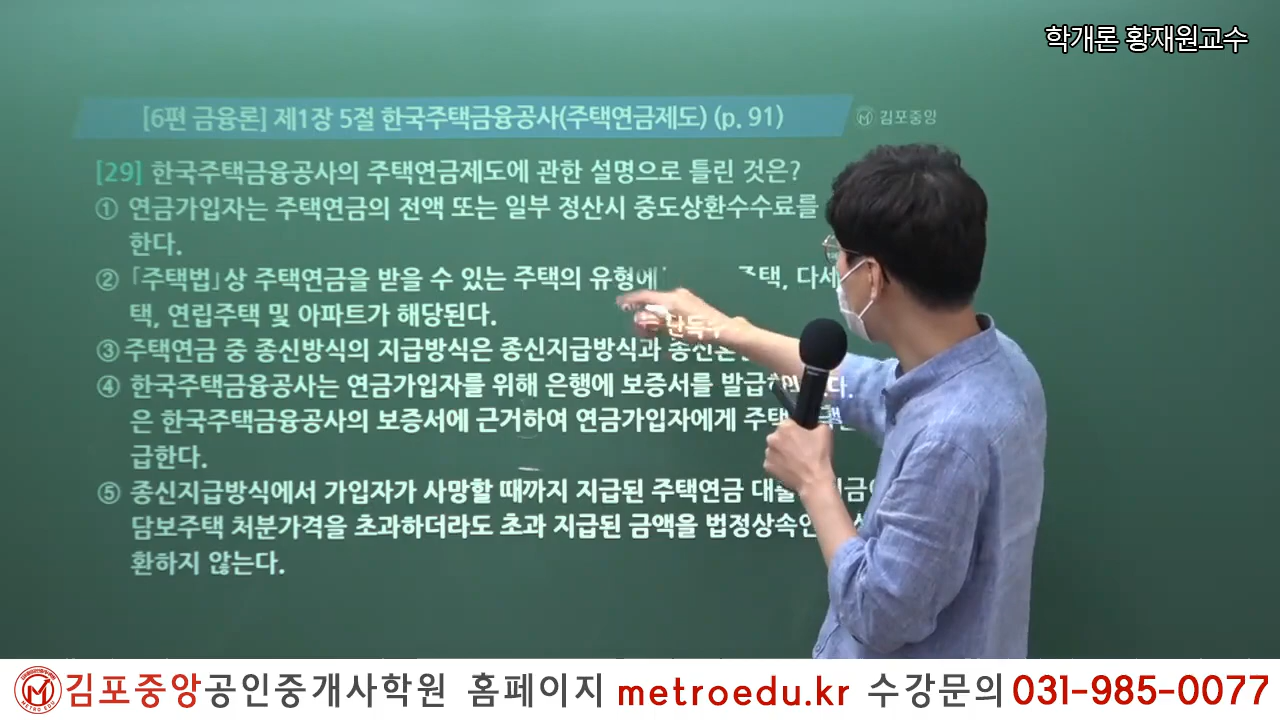 학개론 황재원교수
[6편 금융론] 제1장 5절 한국주택금융공사(주택연금제도) (p. 91)
김포중앙
[29] 한국주택금융공사의 주택연금제도에 관한 설명으로 틀린 것은?
① 연금가입자는 주택연금의 전액 또는 일부 정산시 중도상환수수료를
한다.
② 「주택법」상 주택연금을 받을 수 있는 주택의 유형에
택, 연립주택 및 아파트가 해당된다.
③ 주택연금 중 종신방식의 지급방식은 종신지급방식과
④ 한국주택금융공사는 연금가입자를 위해 은행에 보증서를
은 한국주택금융공사의 보증서에 근거하여 연금가입자에게
급한다.
⑤ 종신지급방식에서 가입자가 사망할 때까지 지급된 주택연금
담보주택 처분가격을 초과하더라도 초과 지급된 금액을
환하지 않는다.
METRO EDU
김포중앙공인중개사학원 홈페이지 metroedu.kr 수강문의 031-985-0077